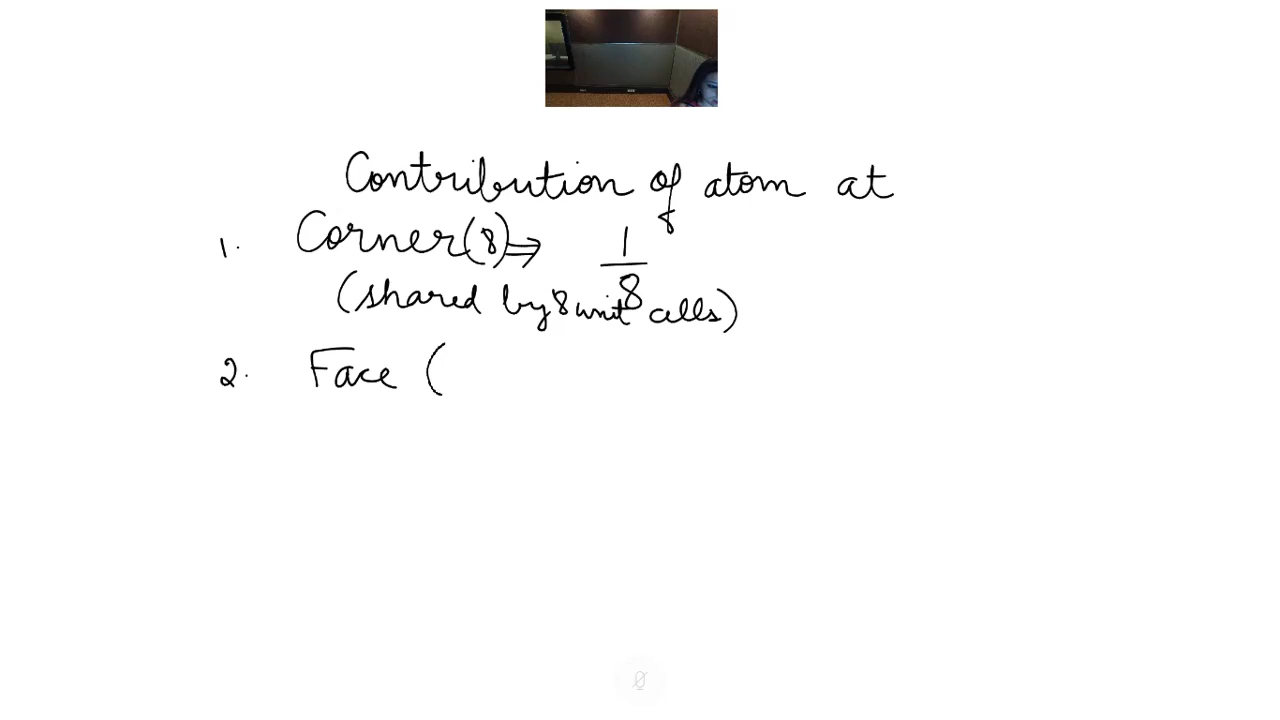 Contribution of atom at
1. Corner (8) ⇒ 1/8
(shared by 8 unit cells)
2. Face (